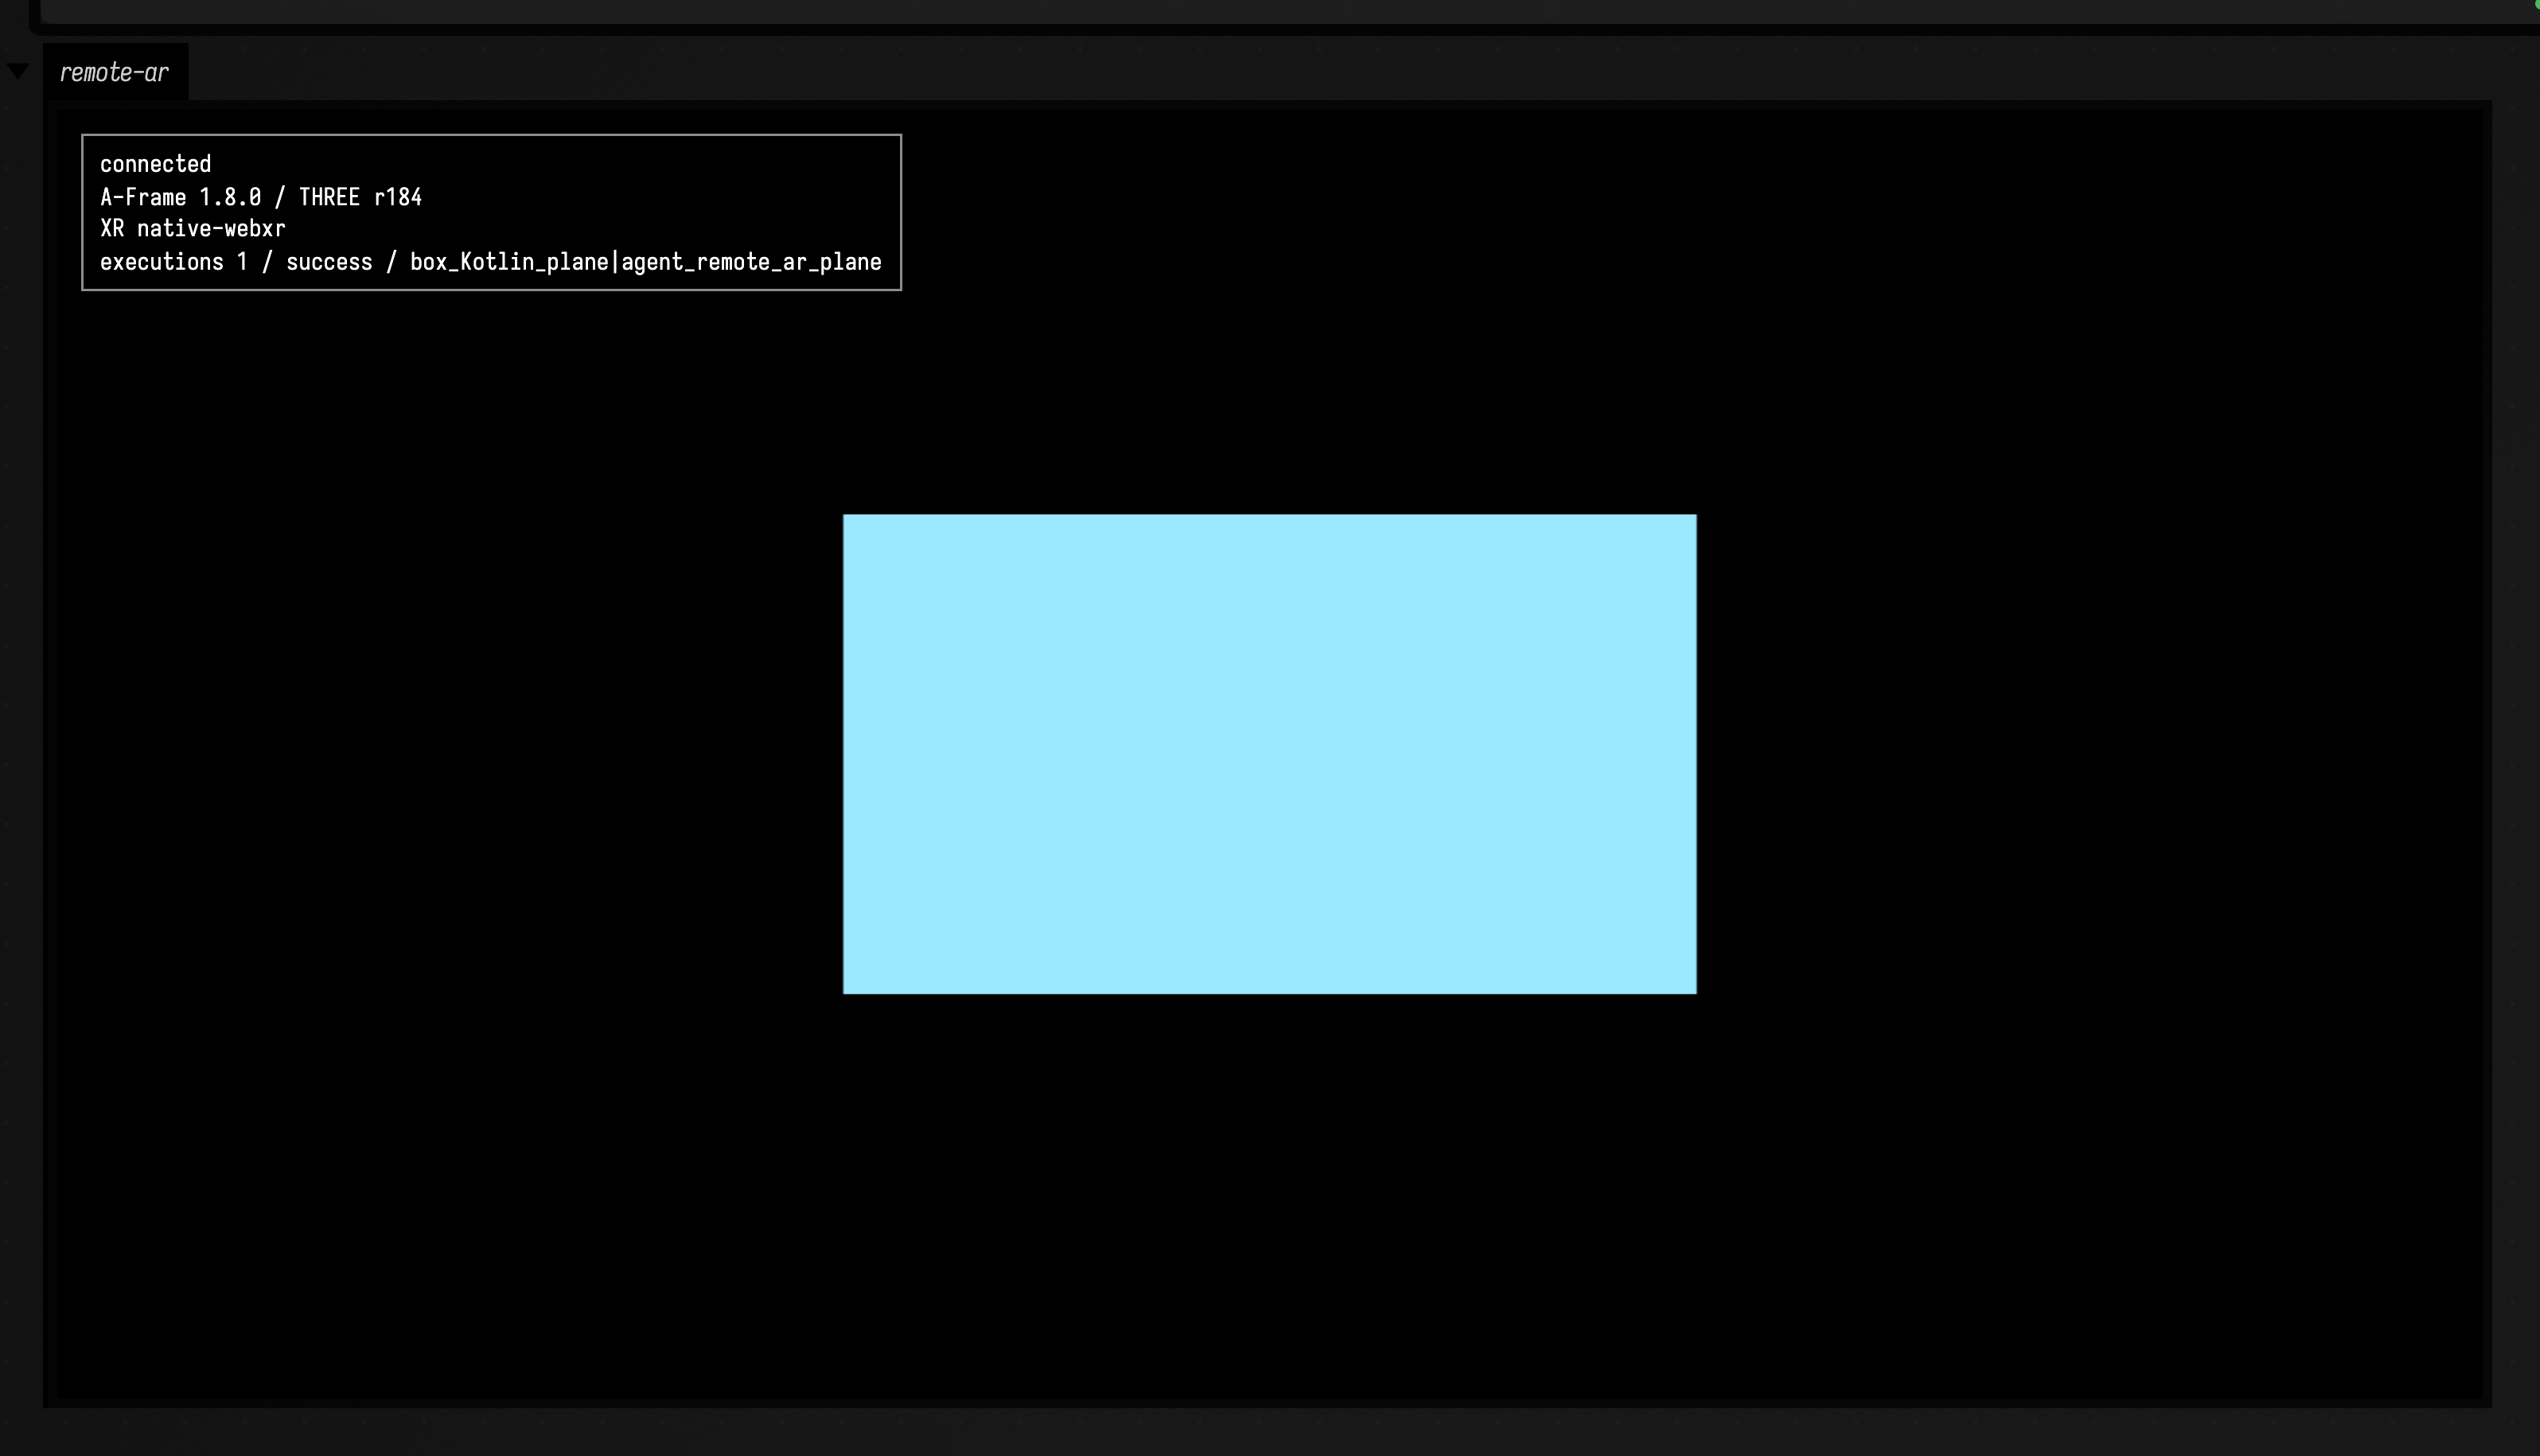 remote-ar
connected
A-Frame 1.8.0 / THREE r184
XR native-webxr
executions 1 / success / box_Kotlin_plane|agent_remote_ar_plane